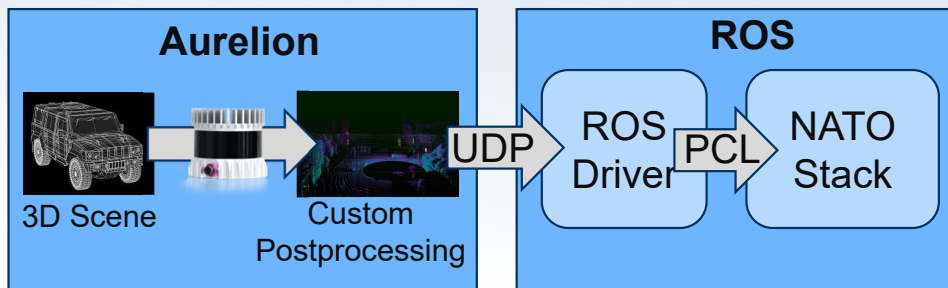 Aurelion
3D Scene
Custom
Postprocessing
UDP
ROS
ROS
Driver
PCL
NATO
Stack